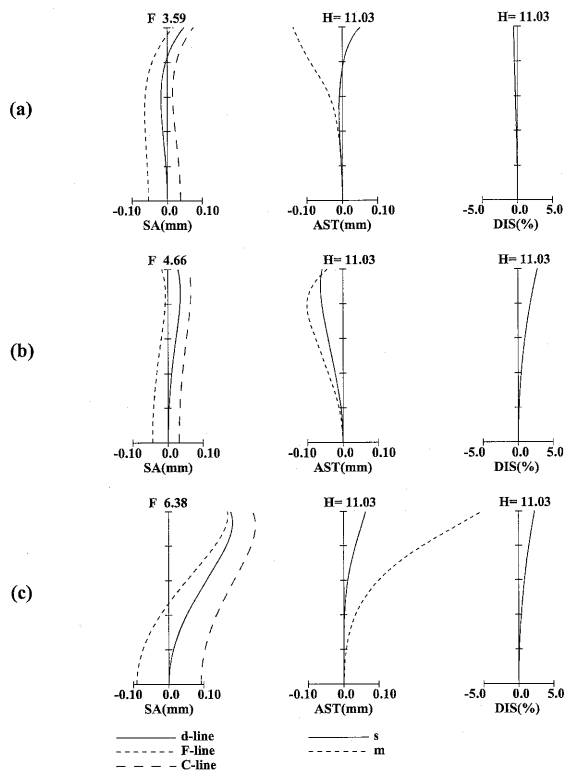 F 3.59 H= 11.03 H= 11.03
(a)
-0.10 0.0 0.10 -0.10 0.0 0.10 -5.0 0.0 5.0
SA(mm) AST(mm) DIS(%)
F 4.66 H= 11.03 H= 11.03
(b)
-0.10 0.0 0.10 -0.10 0.0 0.10 -5.0 0.0 5.0
SA(mm) AST(mm) DIS(%)
F 6.38 H= 11.03 H= 11.03
(c)
-0.10 0.0 0.10 -0.10 0.0 0.10 -5.0 0.0 5.0
SA(mm) AST(mm) DIS(%)
d-line s
F-line m
C-line